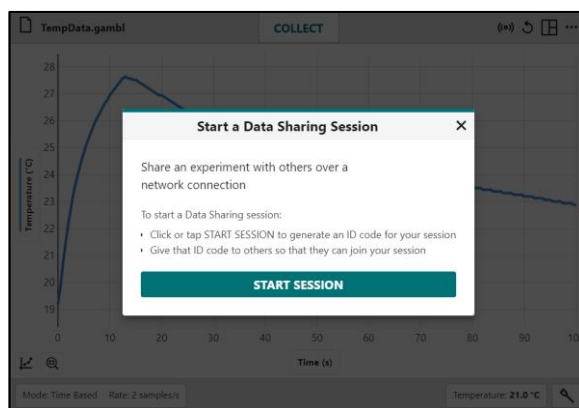 TempData.gambl
COLLECT
28
27
26
25
24
23
22
21
20
19
Temperature (°C)
Start a Data Sharing Session
Share an experiment with others over a
network connection
To start a Data Sharing session:
• Click or tap START SESSION to generate an ID code for your session
• Give that ID code to others so that they can join your session
START SESSION
0 10 20 30 40 50 60 70 80 90 100
Time (s)
Mode: Time Based Rate: 2 samples/s Temperature: 21.0 °C